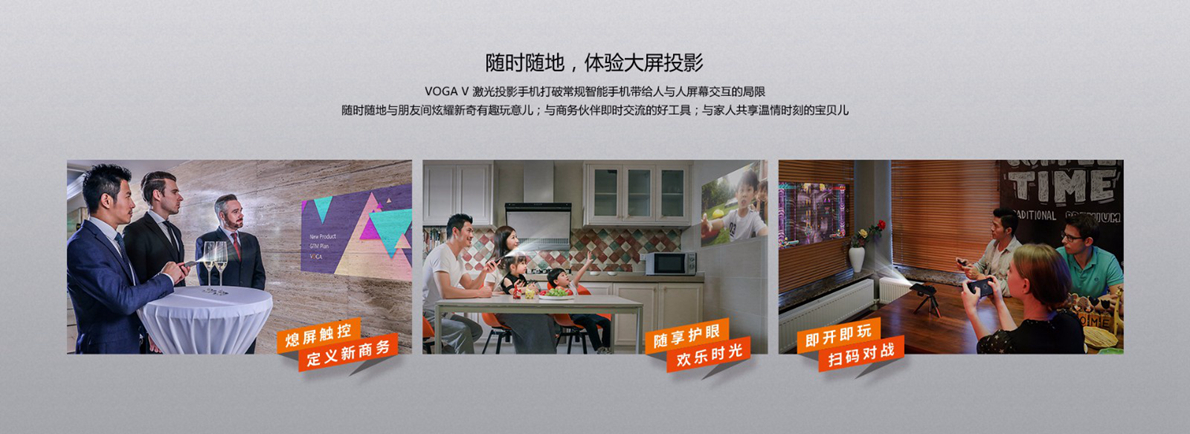 随时随地，体验大屏投影
VOGA V 激光投影手机打破常规智能手机带给人与人屏幕交互的局限
随时随地与朋友间炫耀新奇有趣玩意儿；与商务伙伴即时交流的好工具；与家人共享温情时刻的宝贝儿
New Product
GTM Plan
VOGA
熄屏触控
定义新商务
随享护眼
欢乐时光
TIME
TRADITIONAL
即开即玩
扫码对战